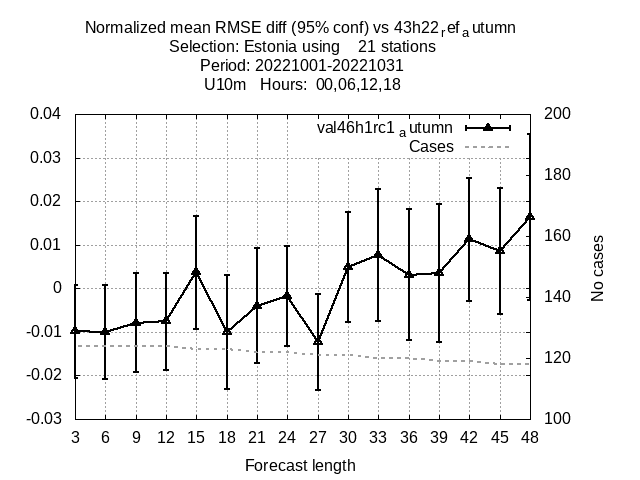 Normalized mean RMSE diff (95% conf) vs 43h22refautumn
Selection: Estonia using 21 stations
Period: 20221001-20221031
U10m Hours: 00,06,12,18
0.04
0.03
0.02
0.01
0
-0.01
-0.02
-0.03
val46h1rc1autumn
Cases
200
180
160
140
120
100
No cases
3 6 9 12 15 18 21 24 27 30 33 36 39 42 45 48
Forecast length